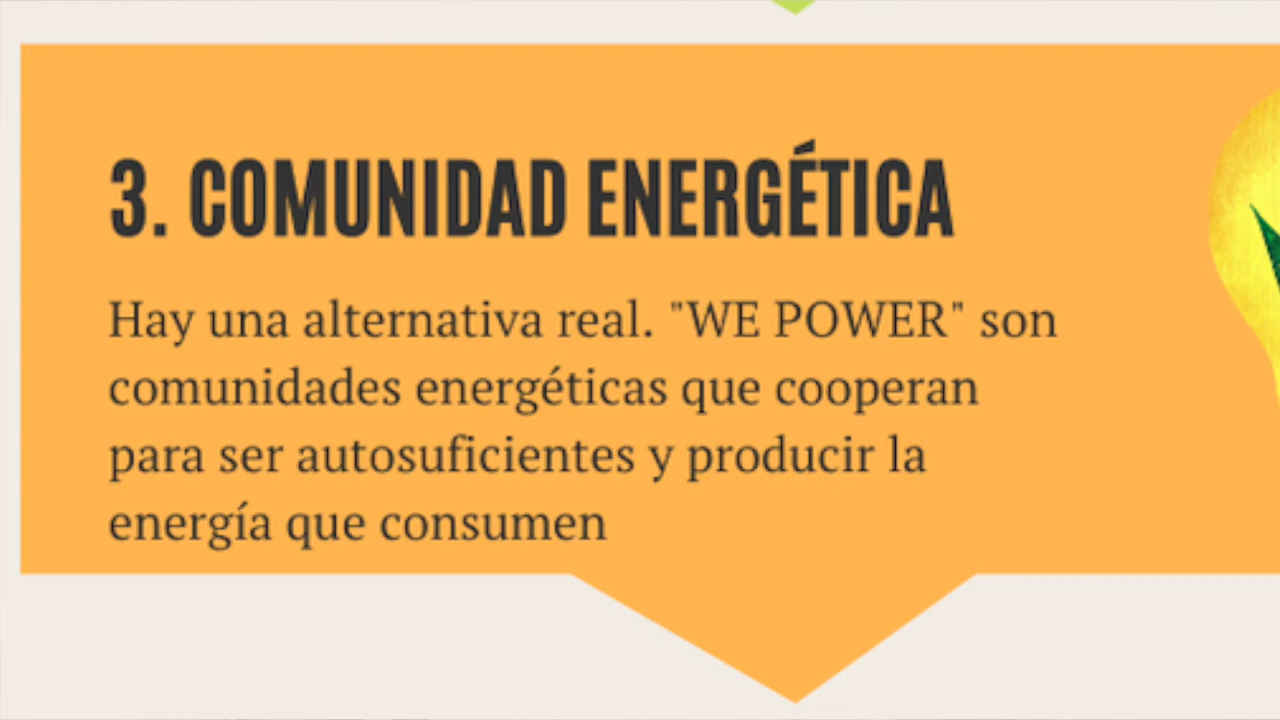 3. COMUNIDAD ENERGÉTICA
Hay una alternativa real. "WE POWER" son
comunidades energéticas que cooperan
para ser autosuficientes y producir la
energía que consumen